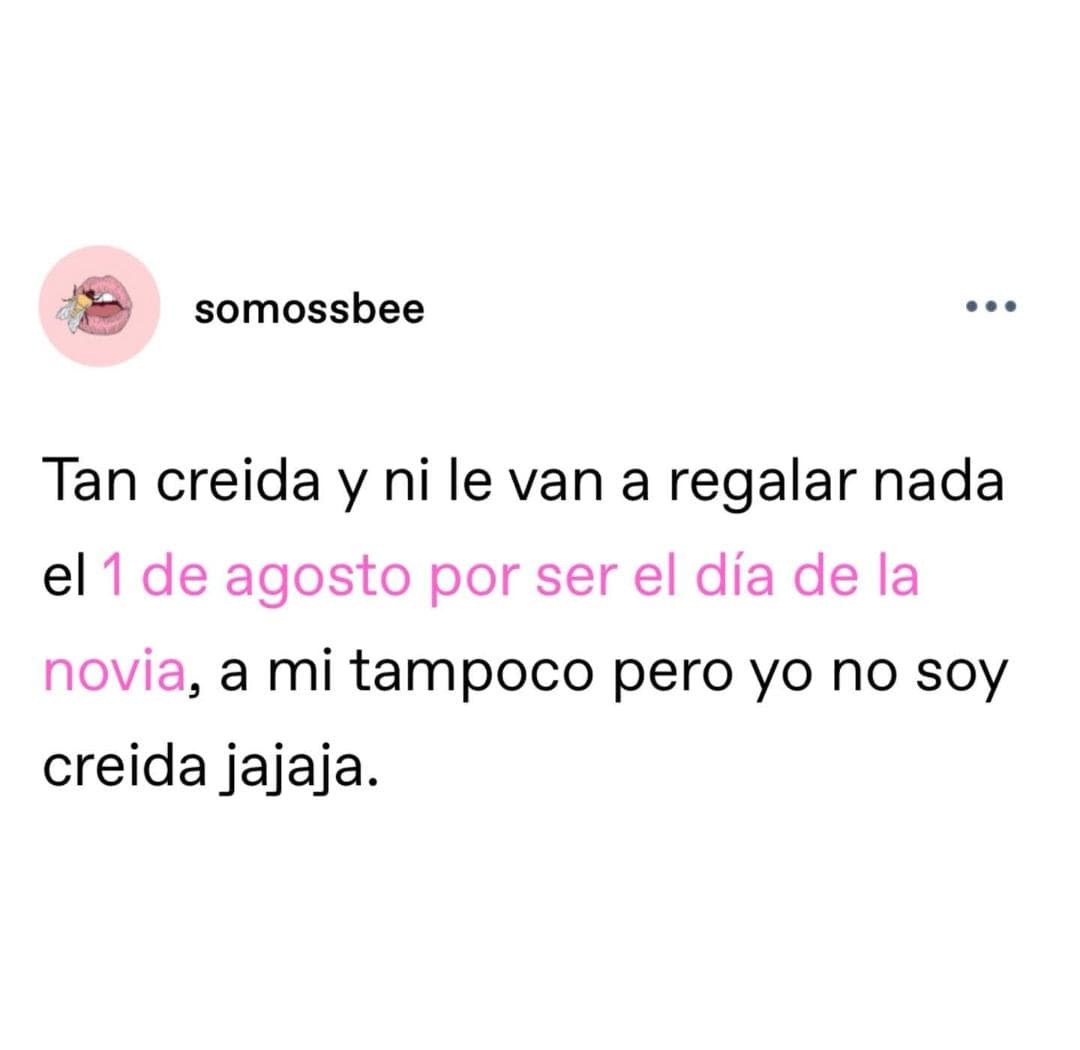 somossbee
Tan creida y ni le van a regalar nada
el 1 de agosto por ser el día de la
novia, a mi tampoco pero yo no soy
creida jajaja.